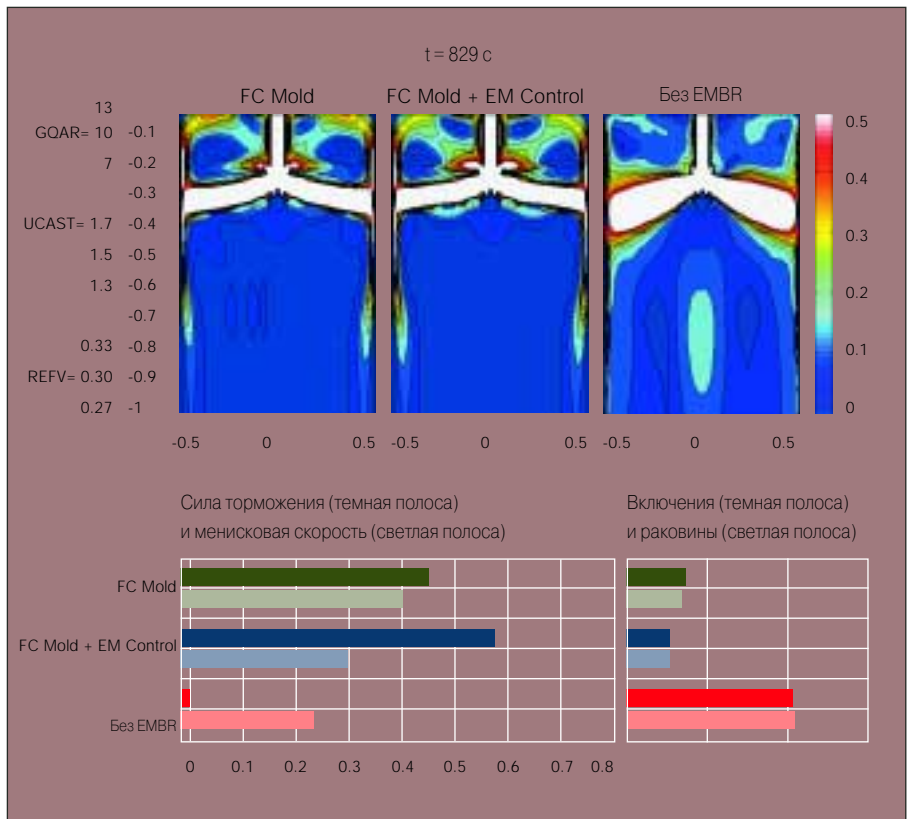 t = 829 c
FC Mold
FC Mold + EM Control
Без EMBR
13
GQAR= 10
7
UCAST= 1.7
1.5
1.3
0.33
REFV= 0.30
0.27
-0.1
-0.2
-0.3
-0.4
-0.5
-0.6
-0.7
-0.8
-0.9
-1
0.5
0.4
0.3
0.2
0.1
0
-0.5 0 0.5
-0.5 0 0.5
-0.5 0 0.5
Сила торможения (темная полоса)
и менисковая скорость (светлая полоса)
Включения (темная полоса)
и раковины (светлая полоса)
FC Mold
FC Mold + EM Control
Без EMBR
0 0.1 0.2 0.3 0.4 0.5 0.6 0.7 0.8